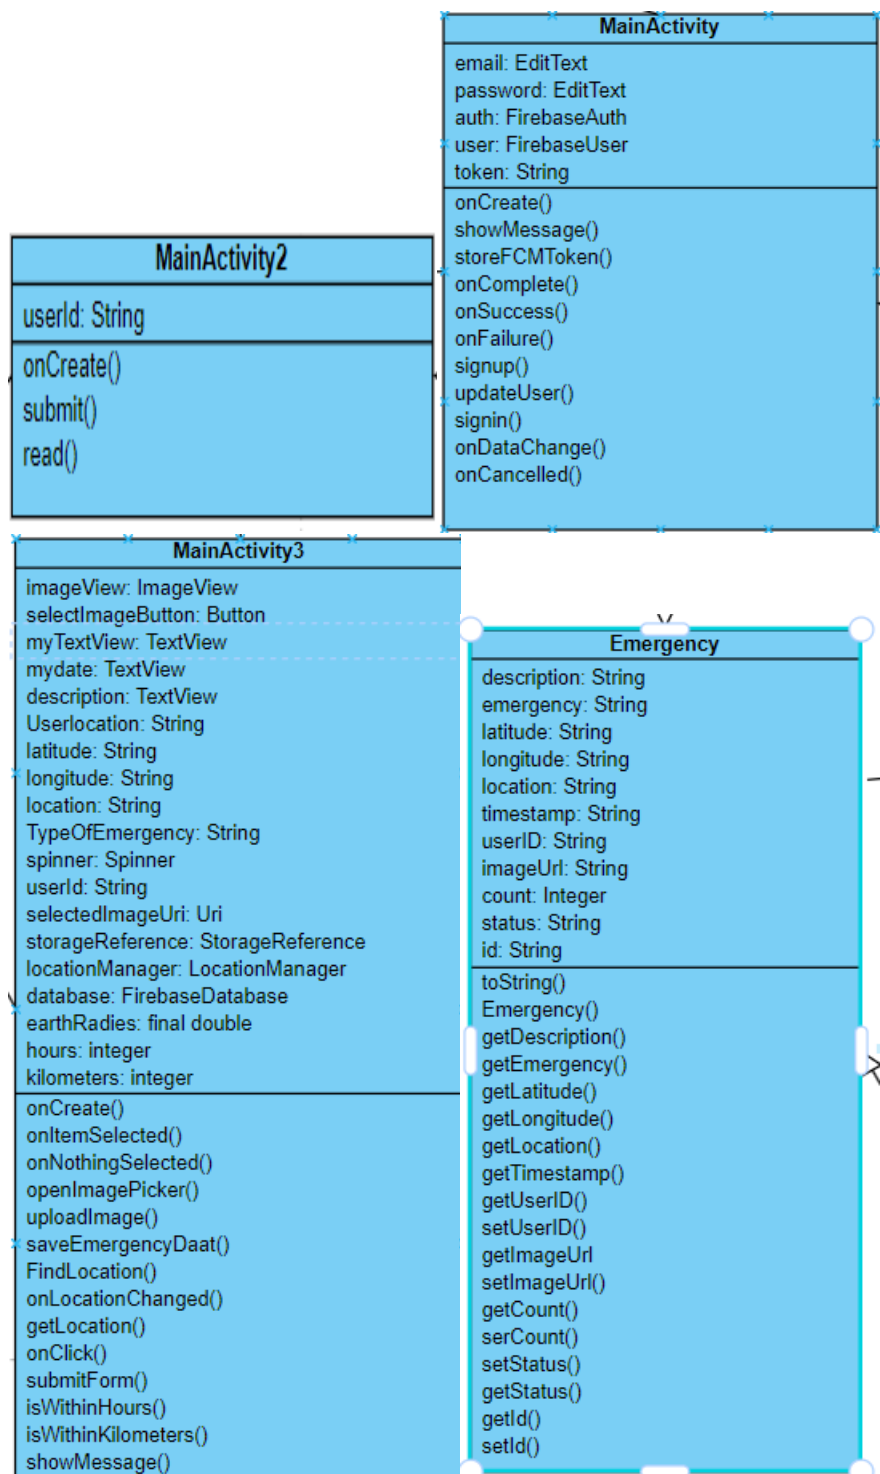 MainActivity
email: EditText
password: EditText
auth: FirebaseAuth
user: FirebaseUser
token: String
onCreate()
showMessage()
storeFCMToken()
onComplete()
onSuccess()
onFailure()
signup()
updateUser()
signin()
onDataChange()
onCancelled()
MainActivity2
userId: String
onCreate()
submit()
read()
MainActivity3
imageView: ImageView
selectImageButton: Button
myTextView: TextView
mydate: TextView
description: TextView
Userlocation: String
latitude: String
longitude: String
location: String
TypeOfEmergency: String
spinner: Spinner
userId: String
selectedImageUri: Uri
storageReference: StorageReference
locationManager: LocationManager
database: FirebaseDatabase
earthRadies: final double
hours: integer
kilometers: integer
onCreate()
onItemSelected()
onNothingSelected()
openImagePicker()
uploadImage()
saveEmergencyDaat()
FindLocation()
onLocationChanged()
getLocation()
onClick()
submitForm()
isWithinHours()
isWithinKilometers()
showMessage()
Emergency
description: String
emergency: String
latitude: String
longitude: String
location: String
timestamp: String
userID: String
imageUrl: String
count: Integer
status: String
id: String
toString()
Emergency()
getDescription()
getEmergency()
getLatitude()
getLongitude()
getLocation()
getTimestamp()
getUserID()
setUserID()
getImageUrl
setImageUrl()
getCount()
serCount()
setStatus()
getStatus()
getId()
setId()